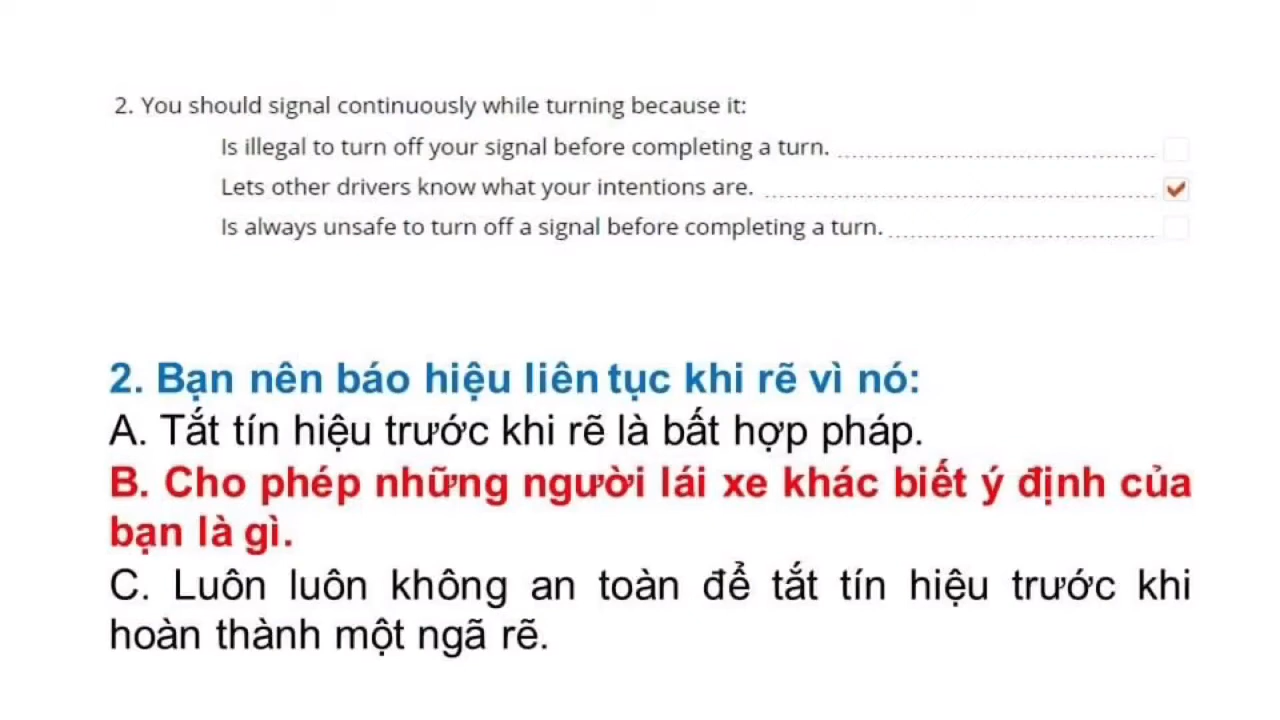 2. You should signal continuously while turning because it:
Is illegal to turn off your signal before completing a turn.
Lets other drivers know what your intentions are.
Is always unsafe to turn off a signal before completing a turn.
2. Bạn nên báo hiệu liên tục khi rẽ vì nó:
A. Tắt tín hiệu trước khi rẽ là bất hợp pháp.
B. Cho phép những người lái xe khác biết ý định của
bạn là gì.
C. Luôn luôn không an toàn để tắt tín hiệu trước khi
hoàn thành một ngã rẽ.